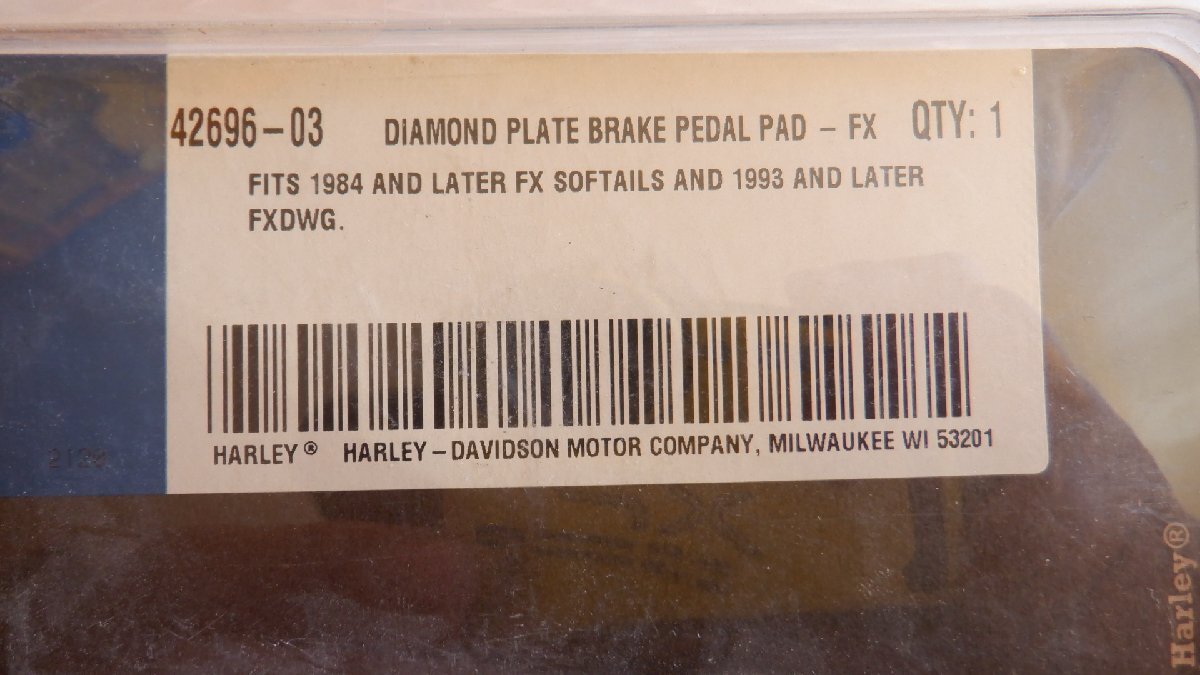 42696-03 DIAMOND PLATE BRAKE PEDAL PAD - FX QTY: 1
FITS 1984 AND LATER FX SOFTAILS AND 1993 AND LATER
FXDWG.
HARLEY® HARLEY-DAVIDSON MOTOR COMPANY, MILWAUKEE WI 53201
Harley®